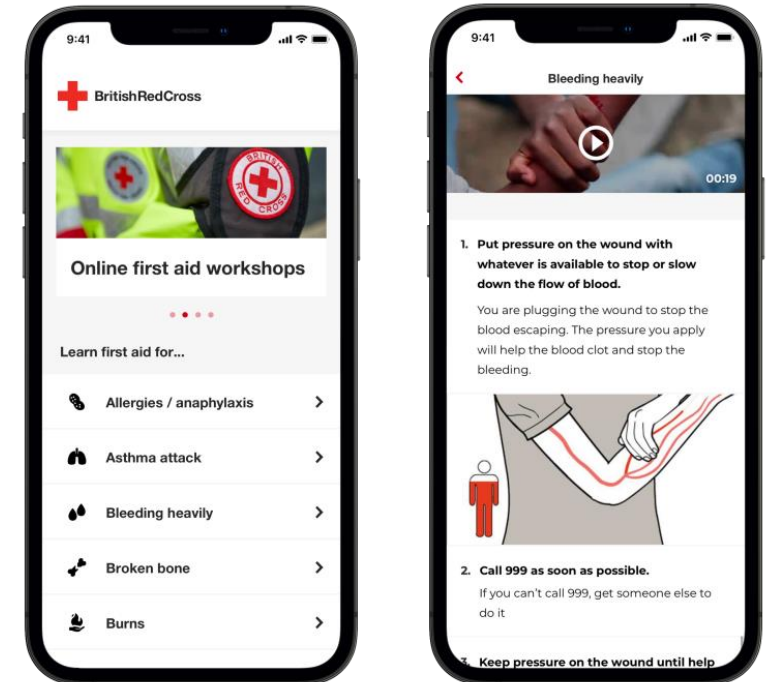 9:41
BritishRedCross
BRITISH
RED CROSS
Online first aid workshops
Learn first aid for...
Allergies / anaphylaxis
Asthma attack
Bleeding heavily
Broken bone
Burns
9:41
Bleeding heavily
00:19
1. Put pressure on the wound with
whatever is available to stop or slow
down the flow of blood.
You are plugging the wound to stop the
blood escaping. The pressure you apply
will help the blood clot and stop the
bleeding.
2. Call 999 as soon as possible.
If you can’t call 999, get someone else to
do it
3. Keep pressure on the wound until help